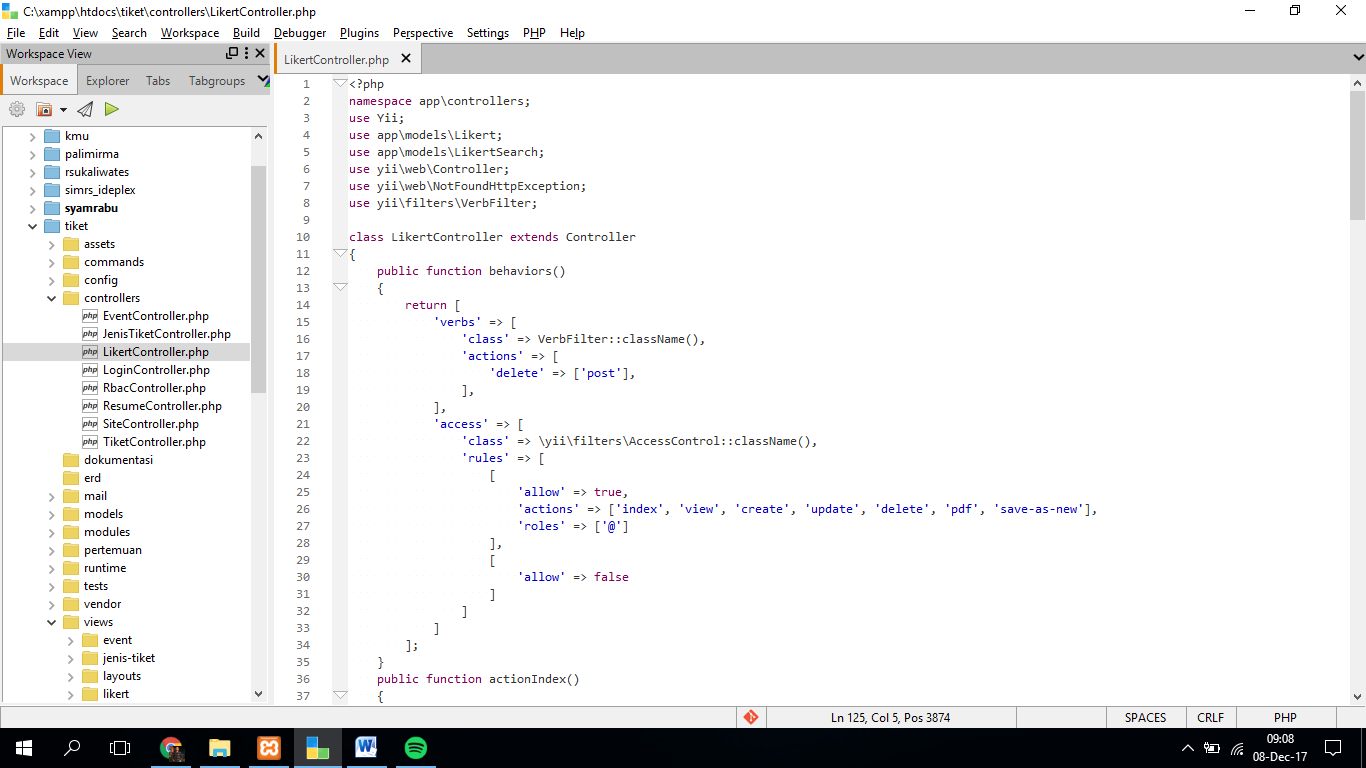 C:\xampp\htdocs\tiket\controllers\LikertController.php
File Edit View Search Workspace Build Debugger Plugins Perspective Settings PHP Help
Workspace View
Workspace Explorer Tabs Tabgroups
kmu
palimirma
rsukaliwates
simrs_ideplex
syamrabu
tiket
assets
commands
config
controllers
php EventController.php
php JenisTiketController.php
php LikertController.php
php LoginController.php
php RbacController.php
php ResumeController.php
php SiteController.php
php TiketController.php
dokumentasi
erd
mail
models
modules
pertemuan
runtime
tests
vendor
views
event
jenis-tiket
layouts
likert
LikertController.php
1 <?php
2 namespace app\controllers;
3 use Yii;
4 use app\models\Likert;
5 use app\models\LikertSearch;
6 use yii\web\Controller;
7 use yii\web\NotFoundHttpException;
8 use yii\filters\VerbFilter;
9
10 class LikertController extends Controller
11 {
12     public function behaviors()
13     {
14         return [
15             'verbs' => [
16                 'class' => VerbFilter::className(),
17                 'actions' => [
18                     'delete' => ['post'],
19                 ],
20             ],
21             'access' => [
22                 'class' => \yii\filters\AccessControl::className(),
23                 'rules' => [
24                     [
25                         'allow' => true,
26                         'actions' => ['index', 'view', 'create', 'update', 'delete', 'pdf', 'save-as-new'],
27                         'roles' => ['@']
28                     ],
29                     [
30                         'allow' => false
31                     ]
32                 ]
33             ]
34         ];
35     }
36     public function actionIndex()
37     {
Ln 125, Col 5, Pos 3874 SPACES CRLF PHP
09:08
08-Dec-17